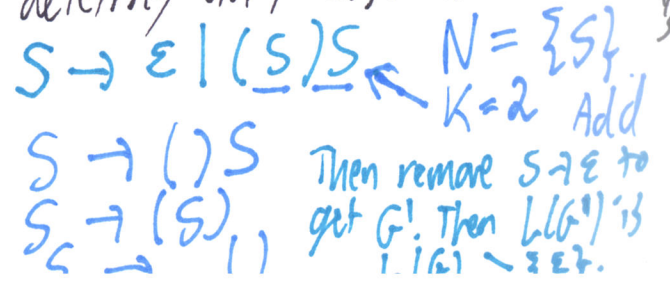 S → ε | (S)S
N = {S}
K = 2 Add
S → ()S
S → (S)
S → ()
Then remove S→ε to
get G'. Then L(G') is
L(G) \ {ε}.